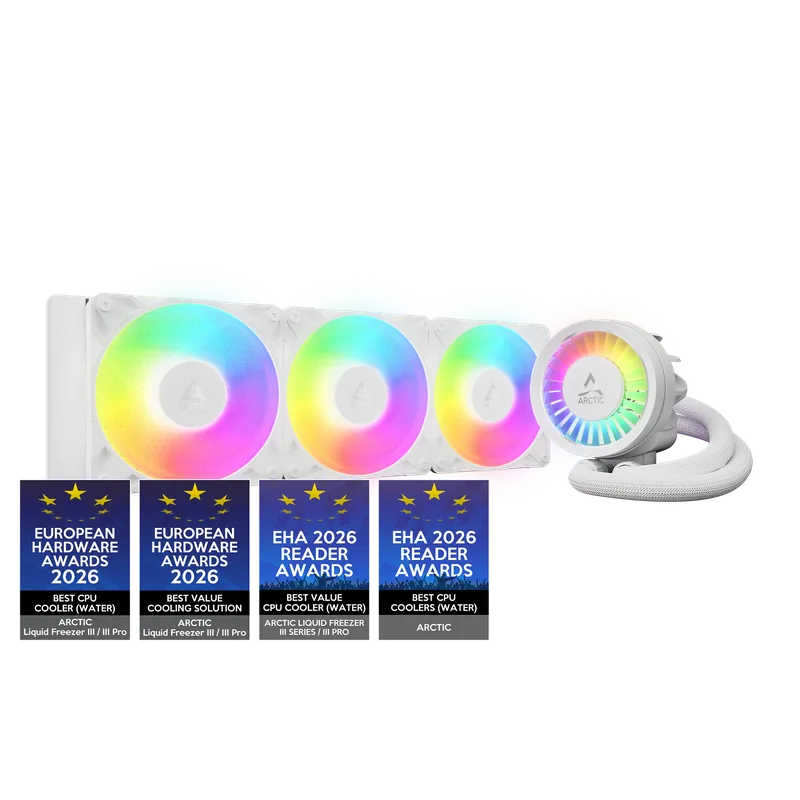 ARCTIC
EUROPEAN
HARDWARE
AWARDS
2026
BEST CPU
COOLER (WATER)
ARCTIC
Liquid Freezer III / III Pro
EUROPEAN
HARDWARE
AWARDS
2026
BEST VALUE
COOLING SOLUTION
ARCTIC
Liquid Freezer III / III Pro
EHA 2026
READER
AWARDS
BEST VALUE
CPU COOLER (WATER)
ARCTIC LIQUID FREEZER
III SERIES / III PRO
EHA 2026
READER
AWARDS
BEST CPU
COOLERS (WATER)
ARCTIC